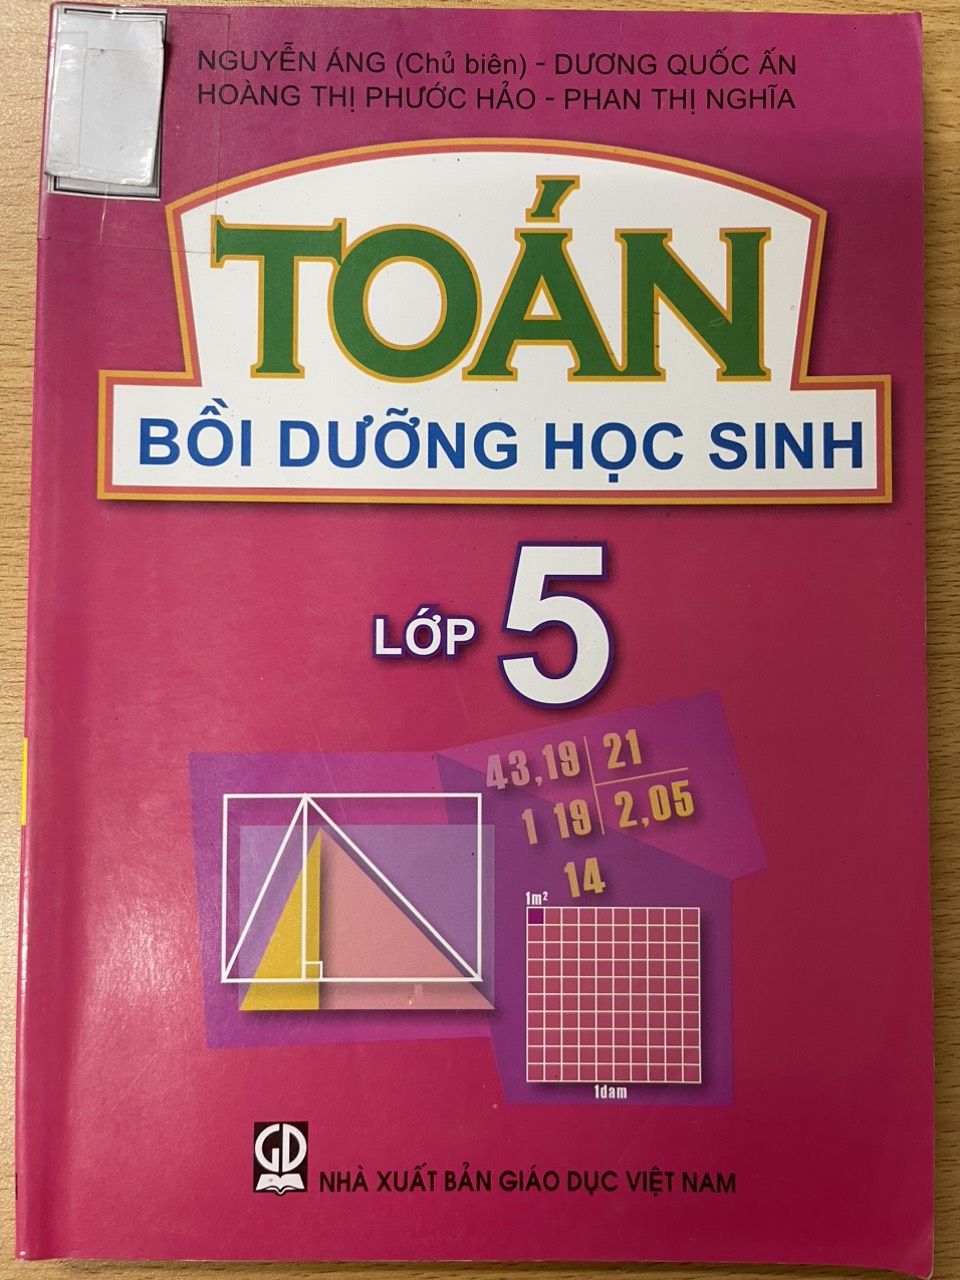 NGUYỄN ÁNG (Chủ biên) - DƯƠNG QUỐC ẤN
HOÀNG THỊ PHƯỚC HẢO - PHAN THỊ NGHĨA
TOÁN
BỒI DƯỠNG HỌC SINH
LỚP 5
43,19 21
1 19 2,05
14
1m²
1dam
GD
NHÀ XUẤT BẢN GIÁO DỤC VIỆT NAM